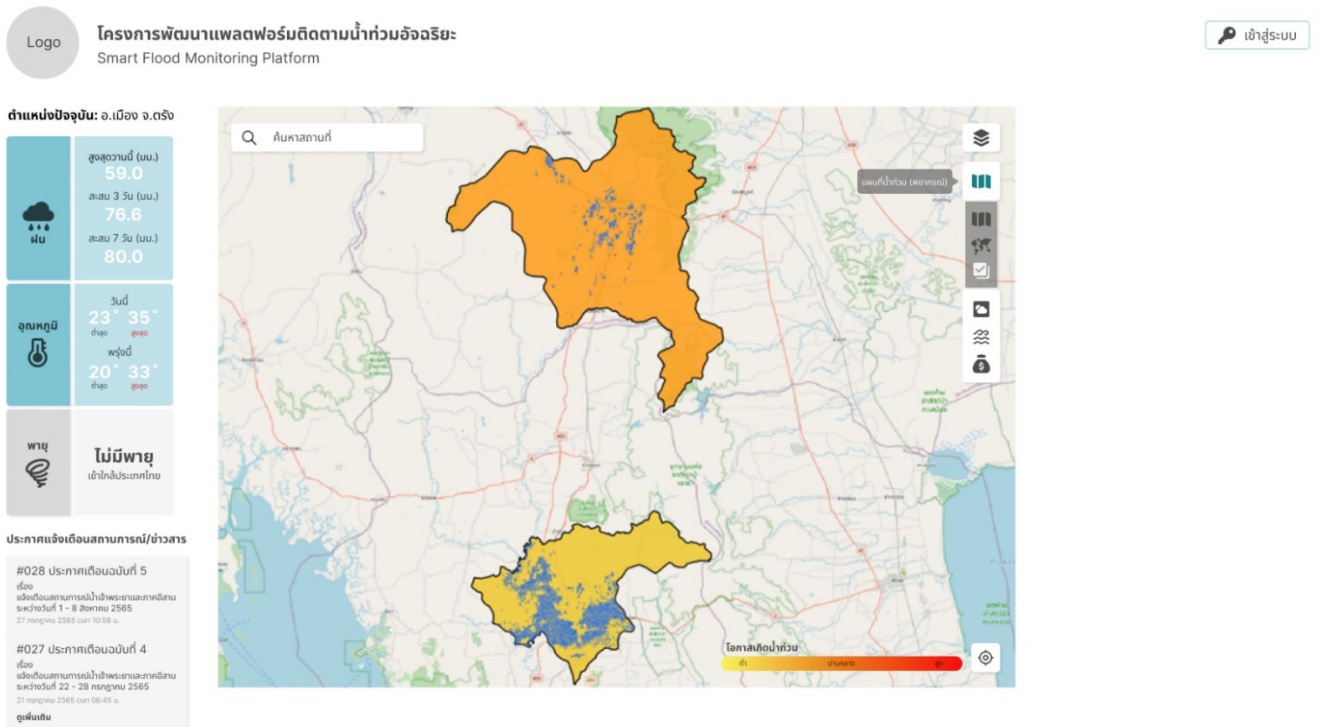 Logo
โครงการพัฒนาแพลตฟอร์มติดตามน้ำท่วมอัจฉริยะ
Smart Flood Monitoring Platform
เข้าสู่ระบบ
ตำแหน่งปัจจุบัน: อ.เมือง จ.ตรัง
ฝน
สูงสุดวานนี้ (มม.)
59.0
สะสม 3 วัน (มม.)
76.6
สะสม 7 วัน (มม.)
80.0
อุณหภูมิ
วันนี้
23° 35°
ต่ำสุด สูงสุด
พรุ่งนี้
20° 33°
ต่ำสุด สูงสุด
พายุ
ไม่มีพายุ
เข้าใกล้ประเทศไทย
ประกาศแจ้งเตือนสถานการณ์/ข่าวสาร
#028 ประกาศเตือนฉบับที่ 5
เรื่อง
แจ้งเตือนสถานการณ์น้ำเจ้าพระยาและภาคอีสาน
ระหว่างวันที่ 1 - 8 สิงหาคม 2565
27 กรกฎาคม 2565 เวลา 10:58 น.
#027 ประกาศเตือนฉบับที่ 4
เรื่อง
แจ้งเตือนสถานการณ์น้ำเจ้าพระยาและภาคอีสาน
ระหว่างวันที่ 22 - 28 กรกฎาคม 2565
21 กรกฎาคม 2565 เวลา 06:45 น.
ดูเพิ่มเติม
ค้นหาสถานที่
แผนที่น้ำท่วม (พยากรณ์)
โอกาสเกิดน้ำท่วม
ต่ำ ปานกลาง สูง